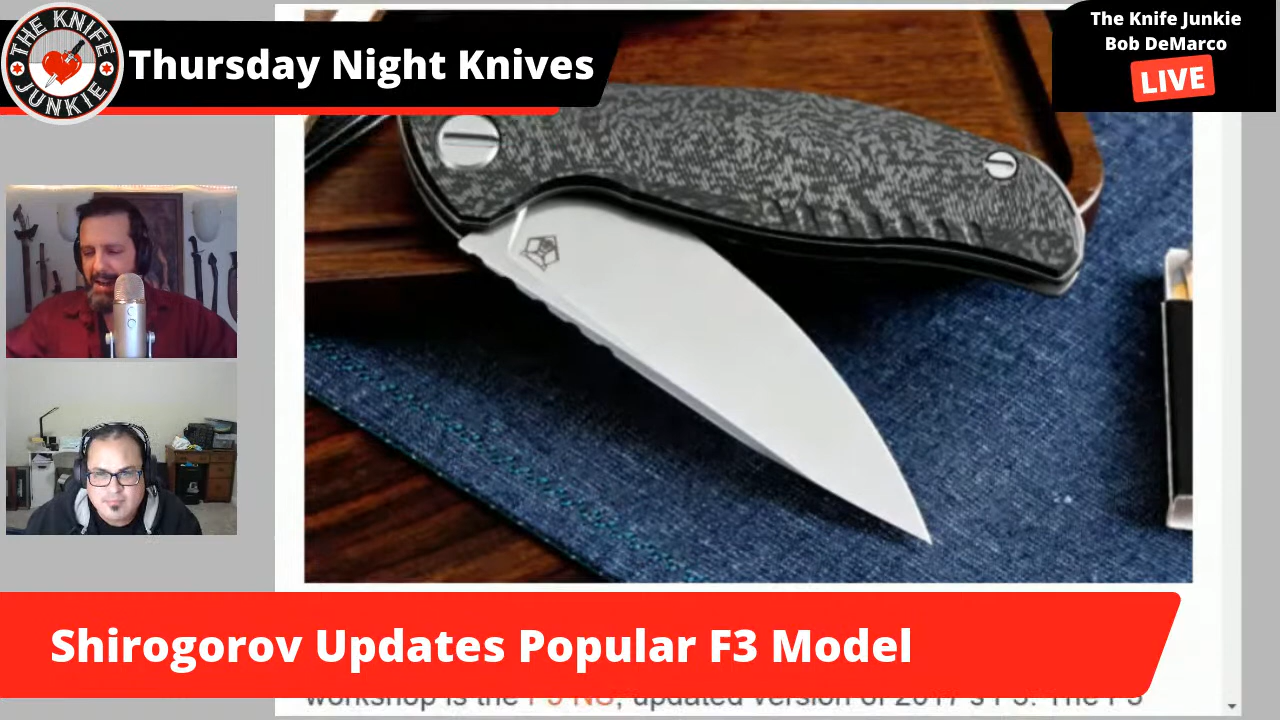 THE KNIFE
JUNKIE
Thursday Night Knives
The Knife Junkie
Bob DeMarco
LIVE
Shirogorov Updates Popular F3 Model
workshop is the F3 NS, updated version of 2017's F3. The F3